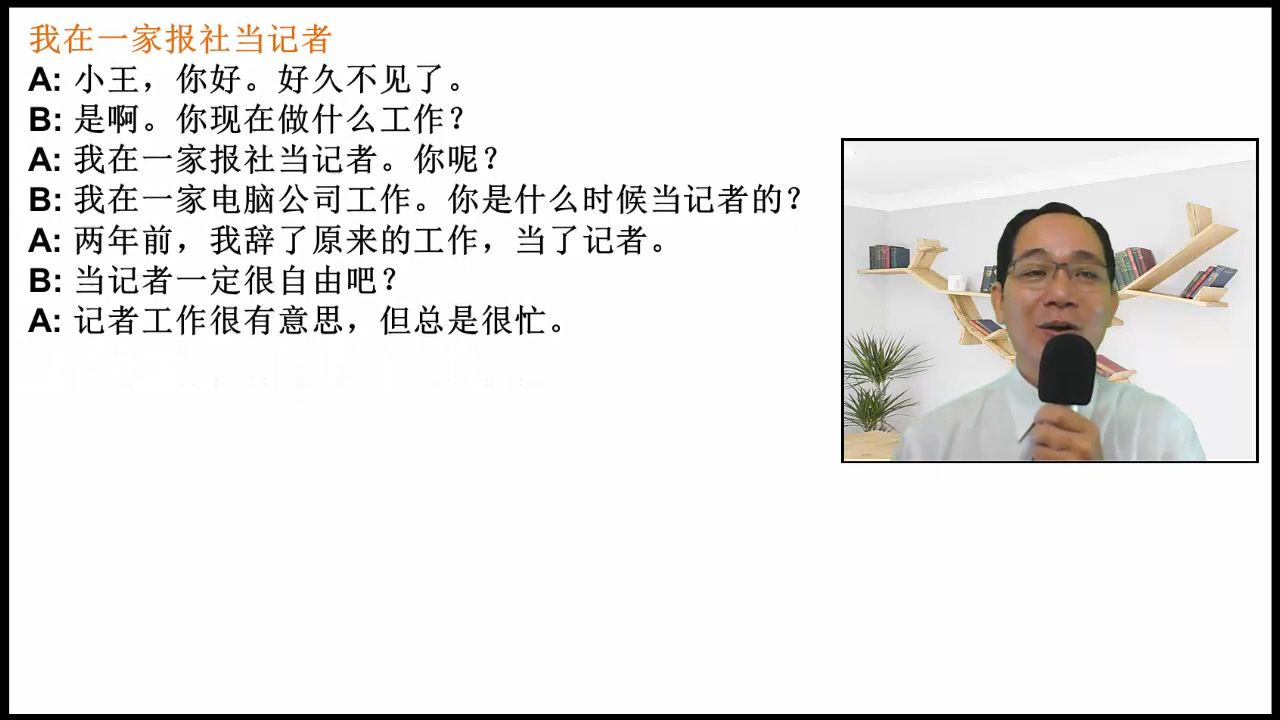 我在一家报社当记者
A: 小王，你好。好久不见了。
B: 是啊。你现在做什么工作？
A: 我在一家报社当记者。你呢？
B: 我在一家电脑公司工作。你是什么时候当记者的？
A: 两年前，我辞了原来的工作，当了记者。
B: 当记者一定很自由吧？
A: 记者工作很有意思，但总是很忙。